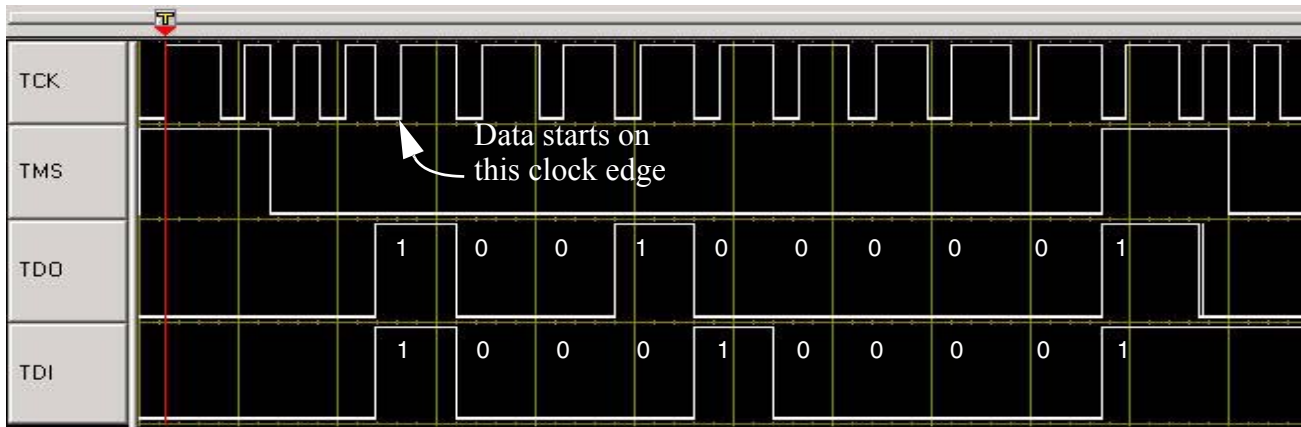 T
TCK
Data starts on
this clock edge
TMS
TDO
1 0 0 1 0 0 0 0 0 1
TDI
1 0 0 0 1 0 0 0 0 1